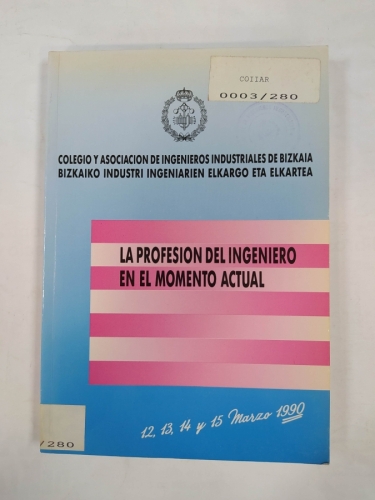 COIIAR
0003/280
COLEGIO Y ASOCIACION DE INGENIEROS INDUSTRIALES DE BIZKAIA
BIZKAIKO INDUSTRI INGENIARIEN ELKARGO ETA ELKARTEA
LA PROFESION DEL INGENIERO
EN EL MOMENTO ACTUAL
12, 13, 14 y 15 Marzo 1990
/280